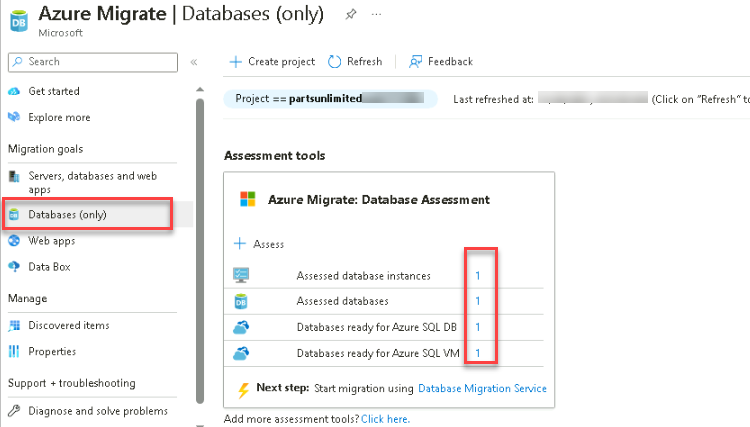 Azure Migrate | Databases (only)
Microsoft
Search
Get started
Explore more
Migration goals
Servers, databases and web
apps
Databases (only)
Web apps
Data Box
Manage
Discovered items
Properties
Support + troubleshooting
Diagnose and solve problems
Create project
Refresh
Feedback
Project == partsunlimited
Last refreshed at:
(Click on "Refresh" to
Assessment tools
Azure Migrate: Database Assessment
Assess
Assessed database instances 1
Assessed databases 1
Databases ready for Azure SQL DB 1
Databases ready for Azure SQL VM 1
Next step: Start migration using Database Migration Service
Add more assessment tools? Click here.